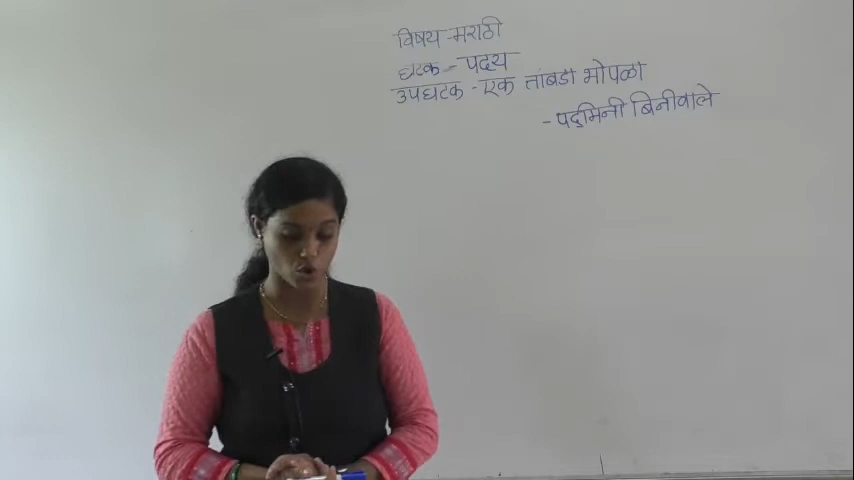 विषय-मराठी
घटक = पद्य
उपघटक - एक तांबडा भोपळा
- पद्मिनी बिनीवाले